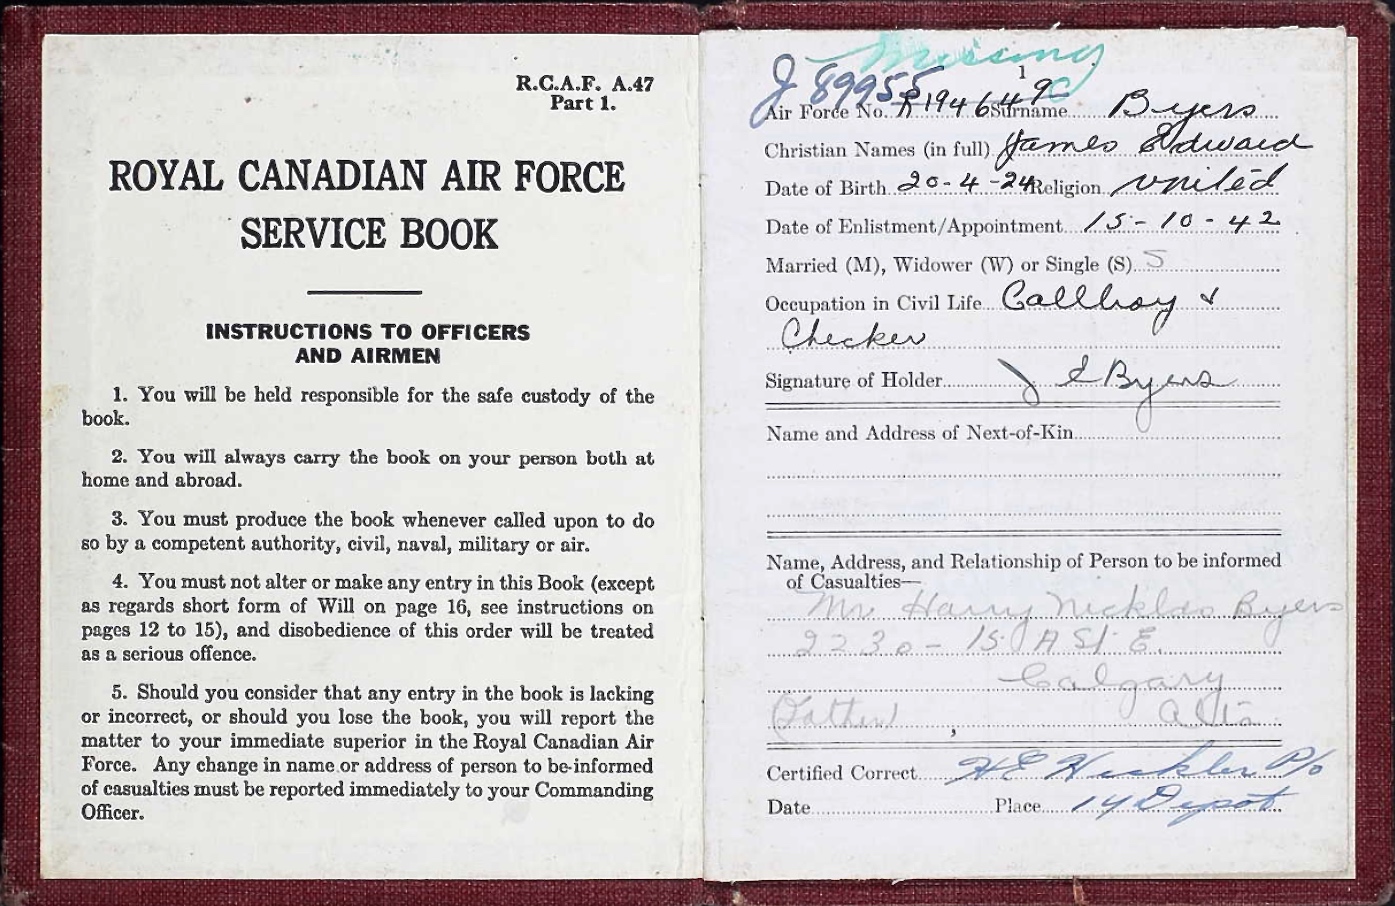 R.C.A.F. A.47
Part 1.
ROYAL CANADIAN AIR FORCE
SERVICE BOOK
INSTRUCTIONS TO OFFICERS
AND AIRMEN
1. You will be held responsible for the safe custody of the
book.
2. You will always carry the book on your person both at
home and abroad.
3. You must produce the book whenever called upon to do
so by a competent authority, civil, naval, military or air.
4. You must not alter or make any entry in this Book (except
as regards short form of Will on page 16, see instructions on
pages 12 to 15), and disobedience of this order will be treated
as a serious offence.
5. Should you consider that any entry in the book is lacking
or incorrect, or should you lose the book, you will report the
matter to your immediate superior in the Royal Canadian Air
Force. Any change in name or address of person to be informed
of casualties must be reported immediately to your Commanding
Officer.
Missing
J 89955
Air Force No. R194649 Surname Byers
Christian Names (in full) James Edward
Date of Birth 20-4-24 Religion United
Date of Enlistment/Appointment 15-10-42
Married (M), Widower (W) or Single (S) S
Occupation in Civil Life Callboy &
Checker
Signature of Holder J E Byers
Name and Address of Next-of-Kin
Name, Address, and Relationship of Person to be informed
of Casualties—
Mr Harry Nicklas Byers
2230 - 15 A St. E.
Calgary
(Father), Alta
Certified Correct H E P/O
Date Place 14 Depot